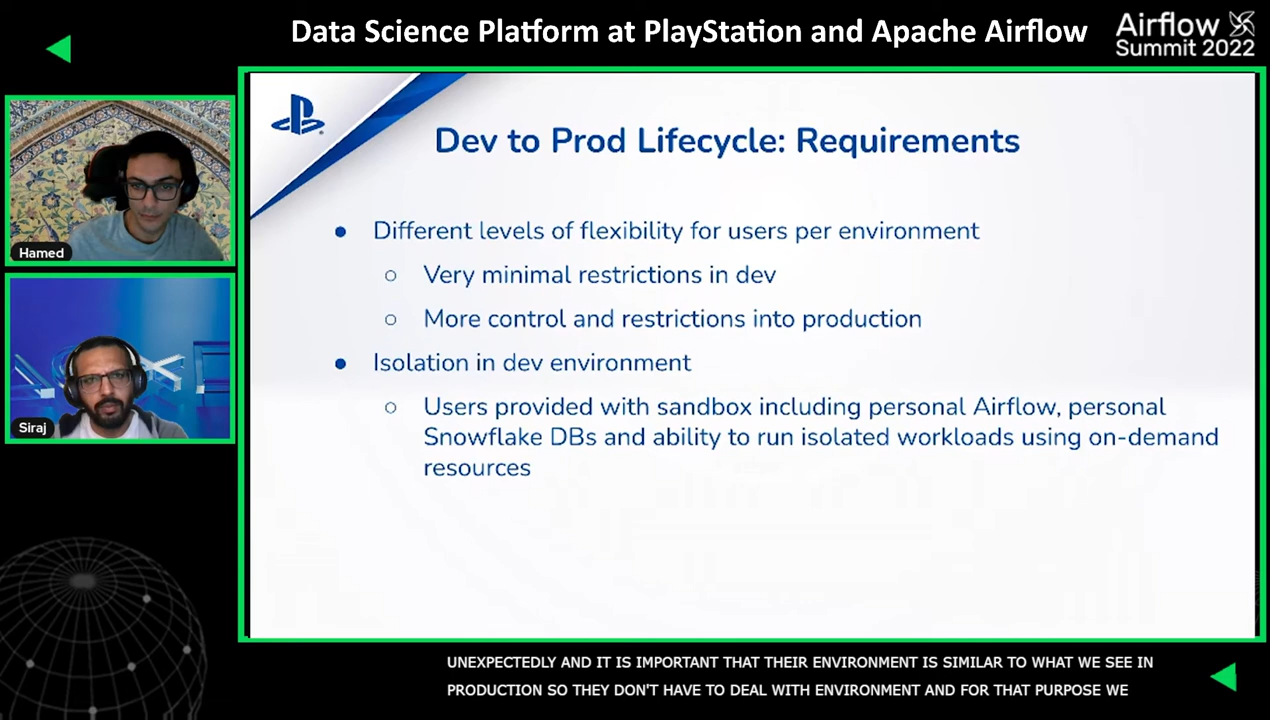 Data Science Platform at PlayStation and Apache Airflow
Airflow
Summit 2022
Hamed
Siraj
Dev to Prod Lifecycle: Requirements
● Different levels of flexibility for users per environment
○ Very minimal restrictions in dev
○ More control and restrictions into production
● Isolation in dev environment
○ Users provided with sandbox including personal Airflow, personal
Snowflake DBs and ability to run isolated workloads using on-demand
resources
UNEXPECTEDLY AND IT IS IMPORTANT THAT THEIR ENVIRONMENT IS SIMILAR TO WHAT WE SEE IN
PRODUCTION SO THEY DON'T HAVE TO DEAL WITH ENVIRONMENT AND FOR THAT PURPOSE WE